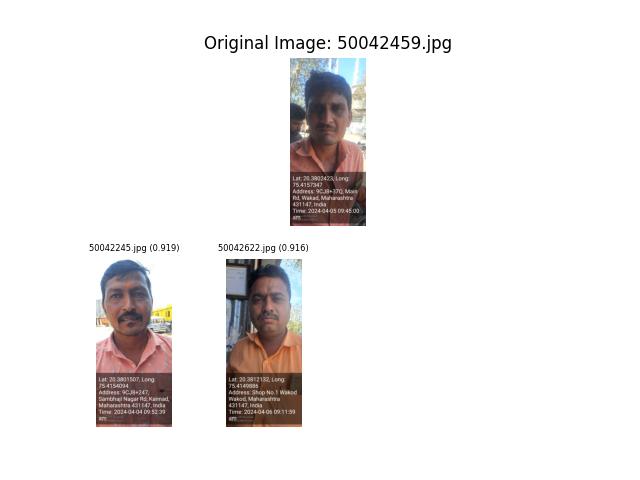 Original Image: 50042459.jpg
Lat: 20.3802423, Long:
75.4157347
Address: 9CJ8+37Q, Main
Rd, Wakad, Maharashtra
431147, India
Time: 2024-04-05 09:45:00
am
50042245.jpg (0.919)
50042622.jpg (0.916)
Lat: 20.3801507, Long:
75.4154094
Address: 9CJ8+247,
Sambhaji Nagar Rd, Kannad,
Maharashtra 431147, India
Time: 2024-04-04 09:52:39
am
Lat: 20.3812132, Long:
75.4149886
Address: Shop No.1 Wakod
Wakod, Maharashtra
431147, India
Time: 2024-04-06 09:11:59
am